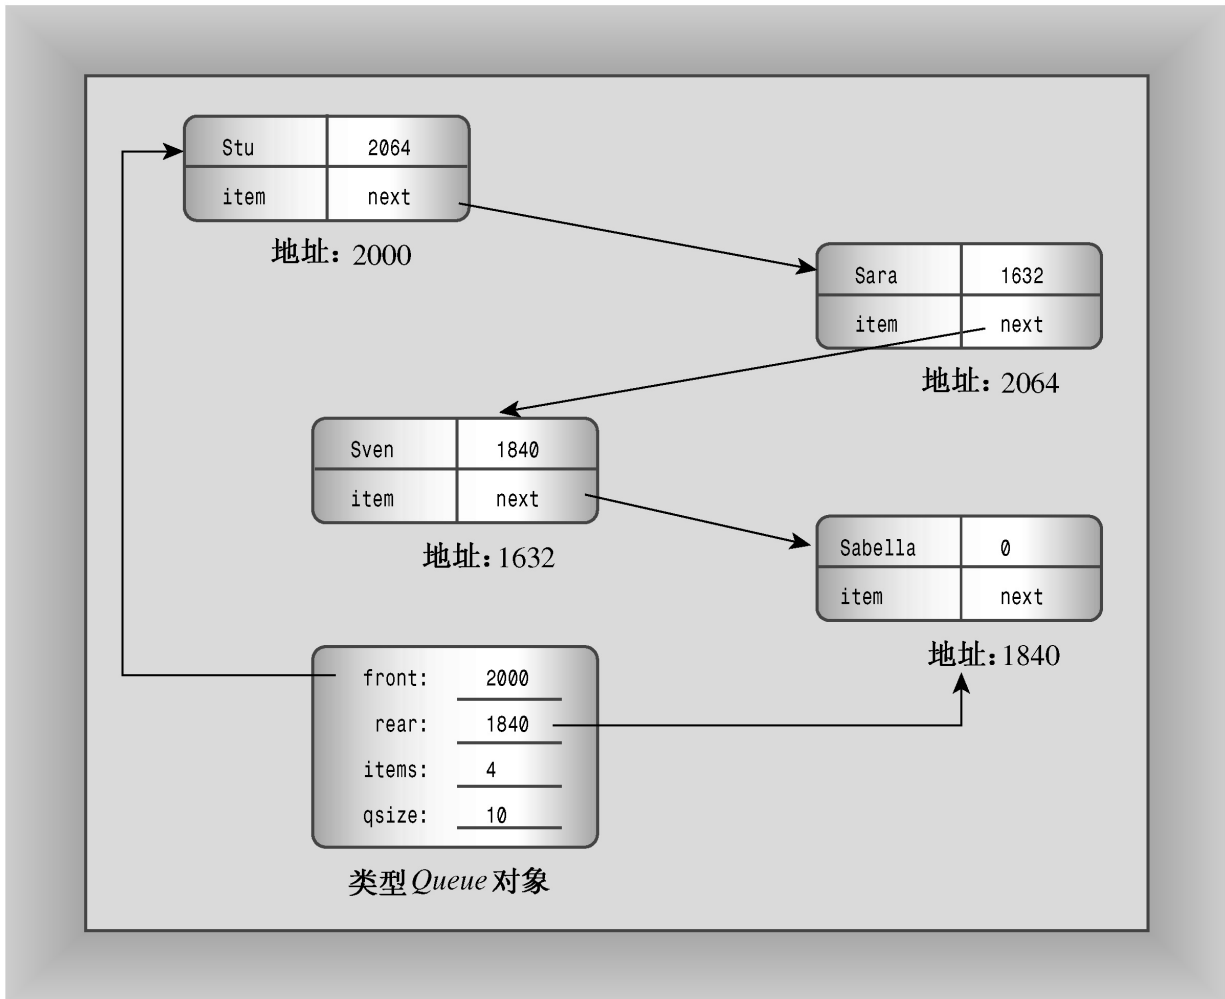 Stu 2064
item next
地址：2000
Sara 1632
item next
地址：2064
Sven 1840
item next
地址：1632
Sabella 0
item next
地址：1840
front: 2000
rear: 1840
items: 4
qsize: 10
类型Queue对象